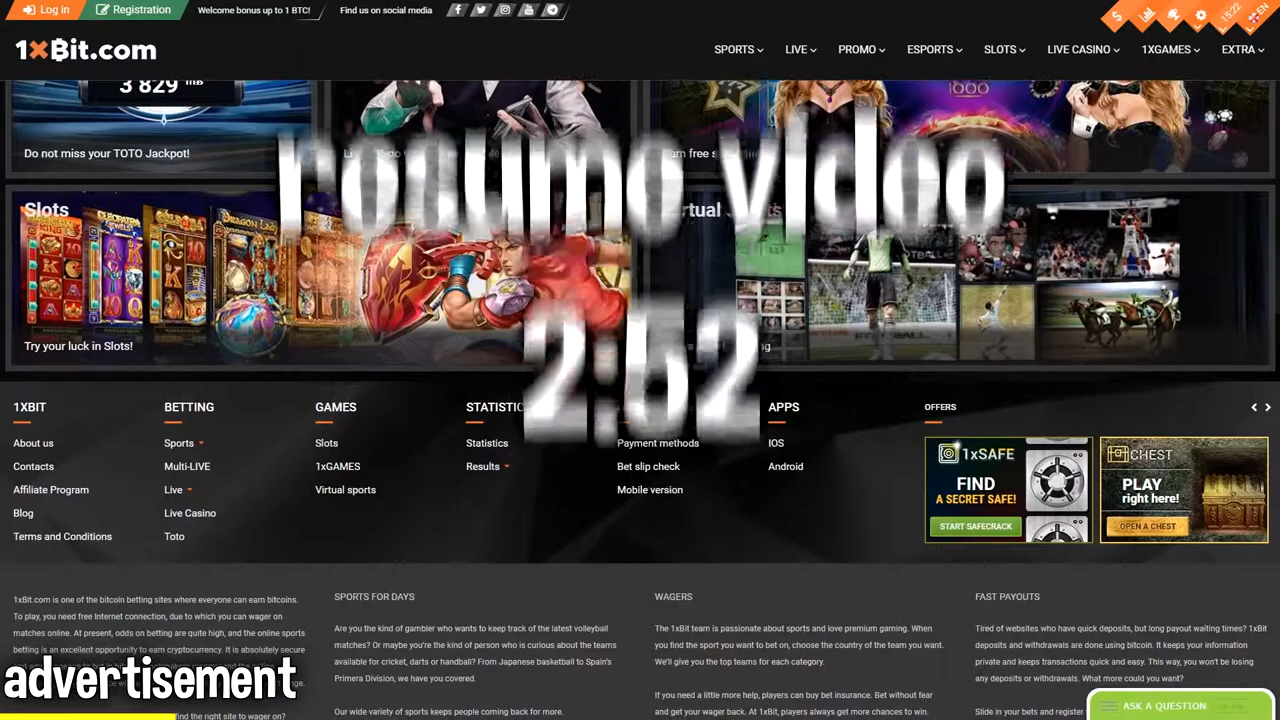 Log in
Registration
Welcome bonus up to 1 BTC!
Find us on social media
15:22
EN
1xBit.com
SPORTS
LIVE
PROMO
ESPORTS
SLOTS
LIVE CASINO
1XGAMES
EXTRA
3 829 mɃ
Do not miss your TOTO Jackpot!
Slots
Try your luck in Slots!
2:52
1XBIT
BETTING
GAMES
APPS
OFFERS
About us
Sports
Slots
Statistics
Payment methods
IOS
Contacts
Multi-LIVE
1xGAMES
Results
Bet slip check
Android
Affiliate Program
Live
Virtual sports
Mobile version
Blog
Live Casino
Terms and Conditions
Toto
1xSAFE
FIND
A SECRET SAFE!
START SAFECRACK
CHEST
PLAY
right here!
OPEN A CHEST
1xBit.com is one of the bitcoin betting sites where everyone can earn bitcoins.
To play, you need free Internet connection, due to which you can wager on
matches online. At present, odds on betting are quite high, and the online sports
betting is an excellent opportunity to earn cryptocurrency. It is absolutely secure
find the right site to wager on?
SPORTS FOR DAYS
Are you the kind of gambler who wants to keep track of the latest volleyball
matches? Or maybe you're the kind of person who is curious about the teams
available for cricket, darts or handball? From Japanese basketball to Spain's
Primera Division, we have you covered.
Our wide variety of sports keeps people coming back for more.
WAGERS
The 1xBit team is passionate about sports and love premium gaming. When
you find the sport you want to bet on, choose the country of the team you want.
We'll give you the top teams for each category.
If you need a little more help, players can buy bet insurance. Bet without fear
and get your wager back. At 1xBit, players always get more chances to win.
FAST PAYOUTS
Tired of websites who have quick deposits, but long payout waiting times? 1xBit
deposits and withdrawals are done using bitcoin. It keeps your information
private and keeps transactions quick and easy. This way, you won't be losing
any deposits or withdrawals. What more could you want?
Slide in your bets and register
advertisement
ASK A QUESTION